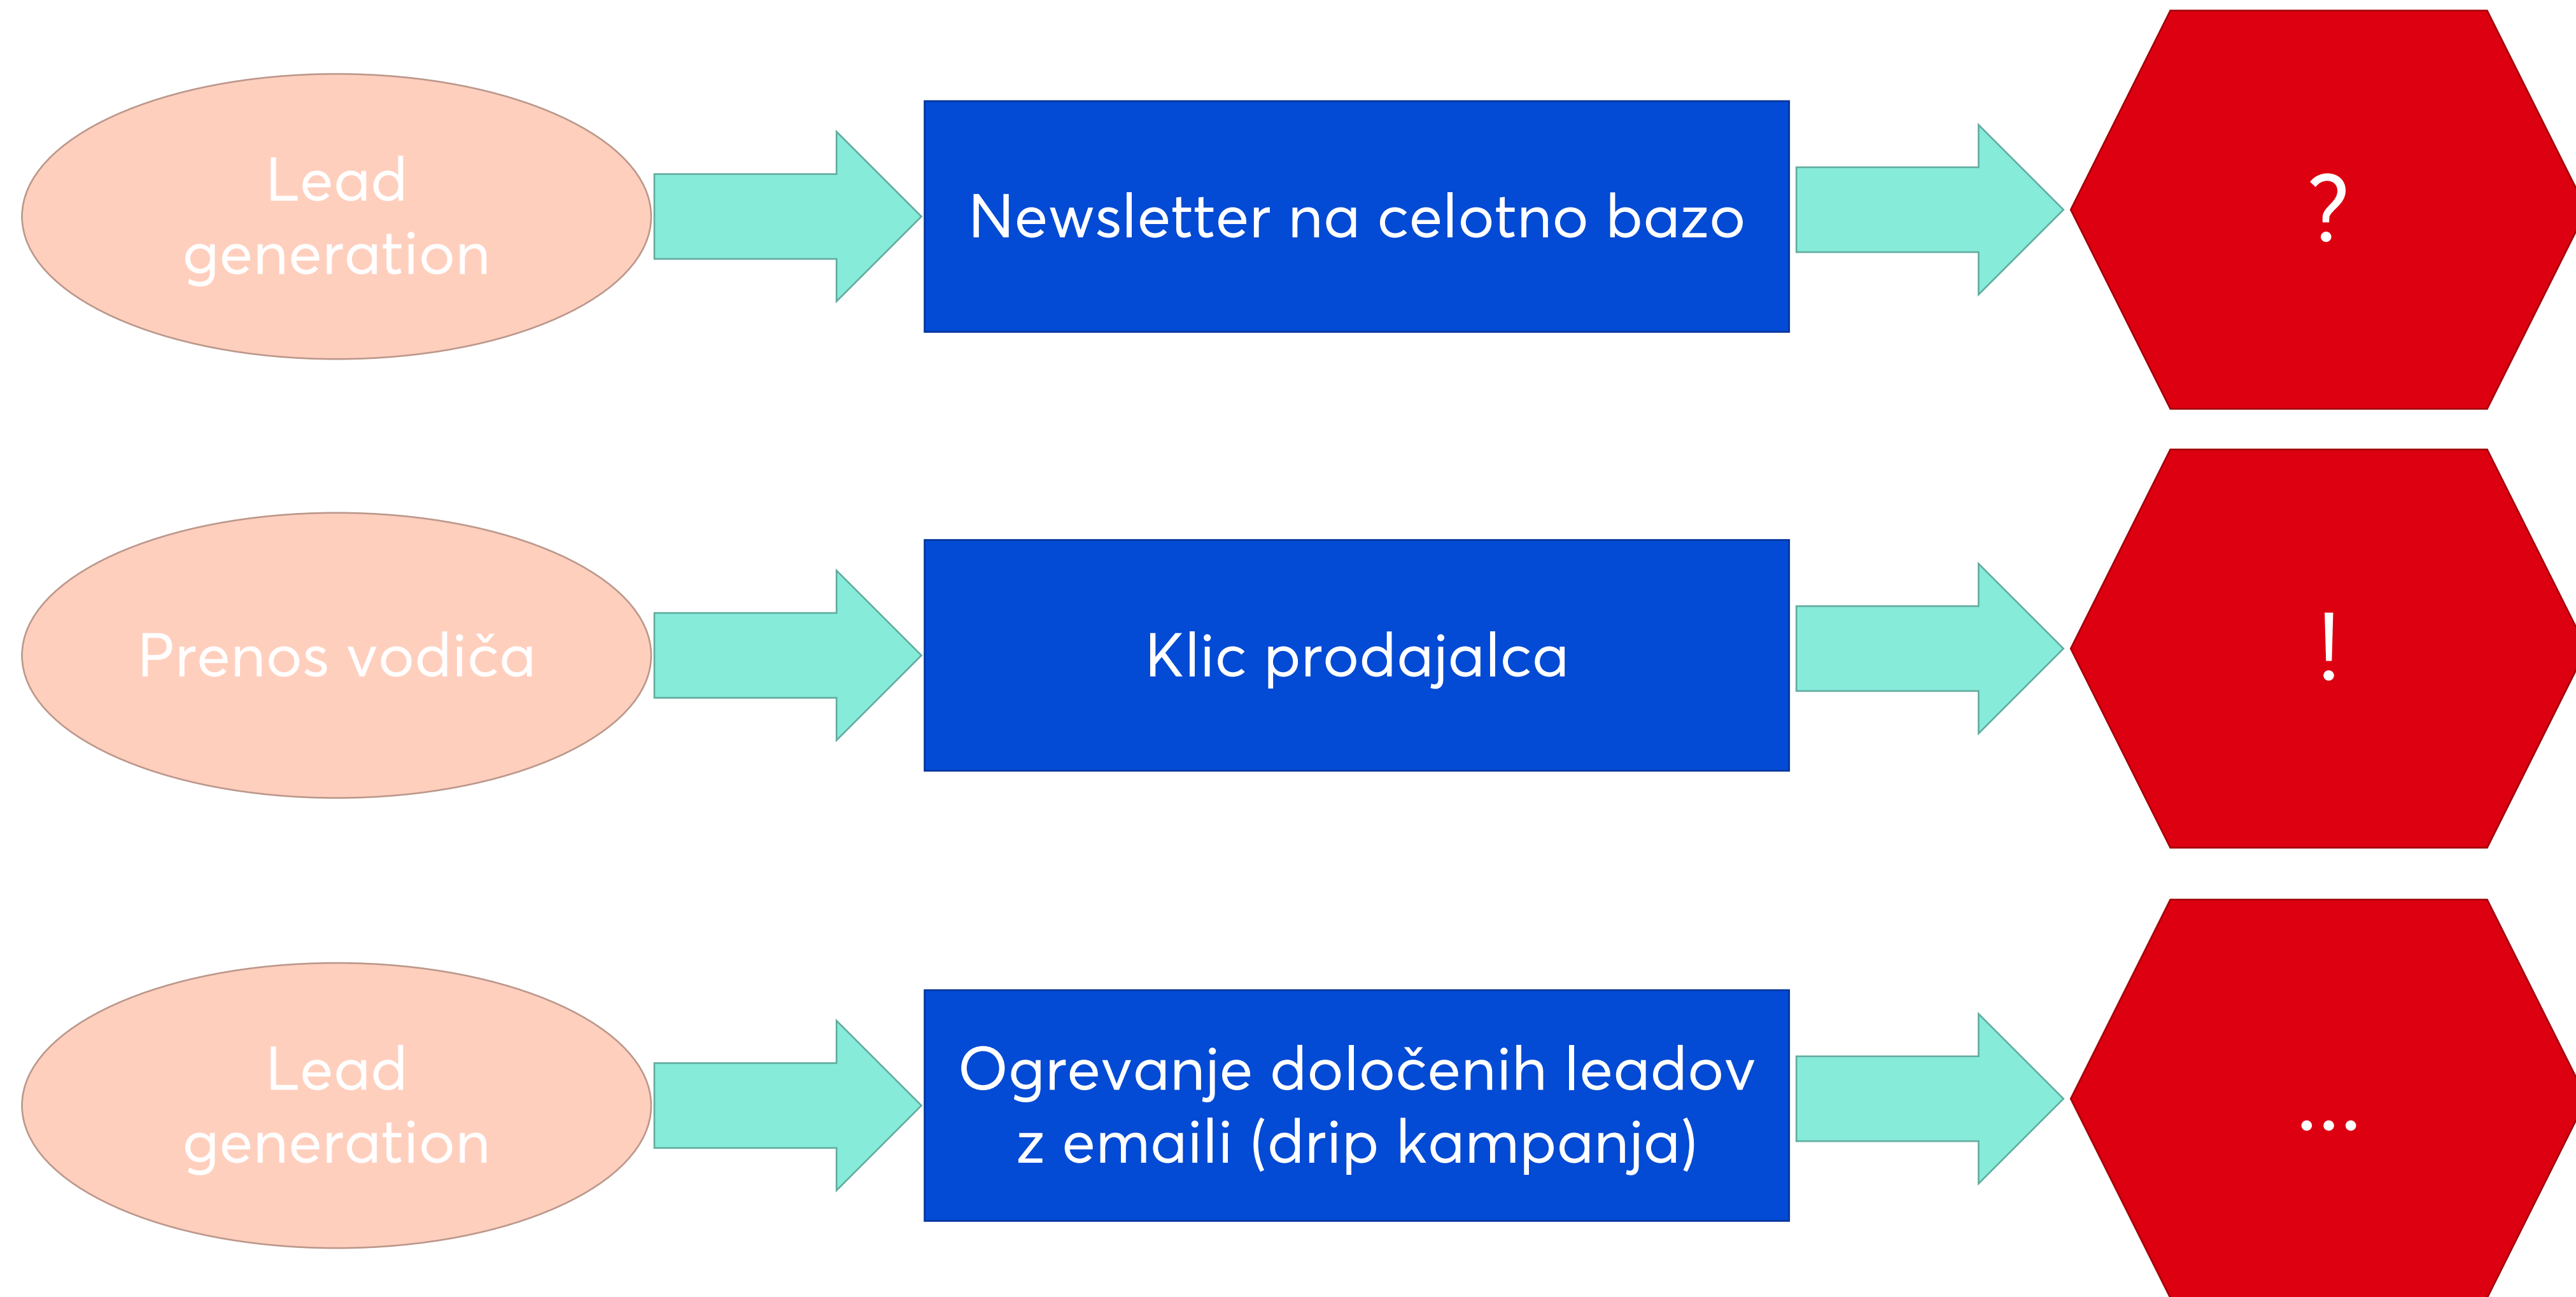 Lead
generation
Newsletter na celotno bazo
?
Prenos vodiča
Klic prodajalca
!
Lead
generation
Ogrevanje določenih leadov
z emaili (drip kampanja)
...